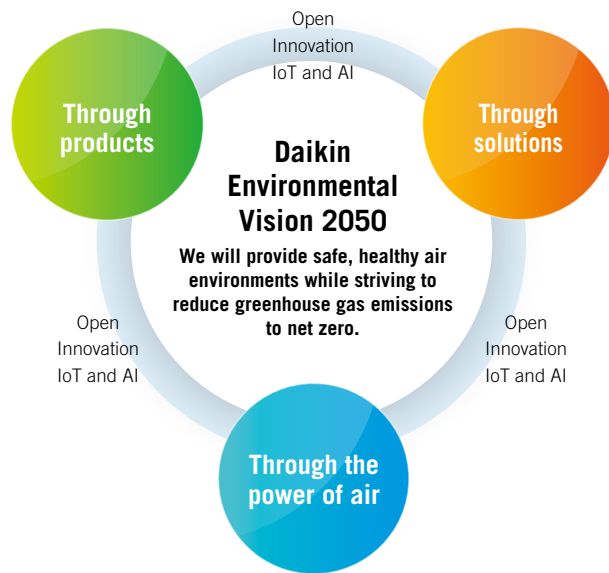 Open
Innovation
IoT and AI
Through
products
Through
solutions
Daikin
Environmental
Vision 2050
We will provide safe, healthy air
environments while striving to
reduce greenhouse gas emissions
to net zero.
Open
Innovation
IoT and AI
Open
Innovation
IoT and AI
Through the
power of air